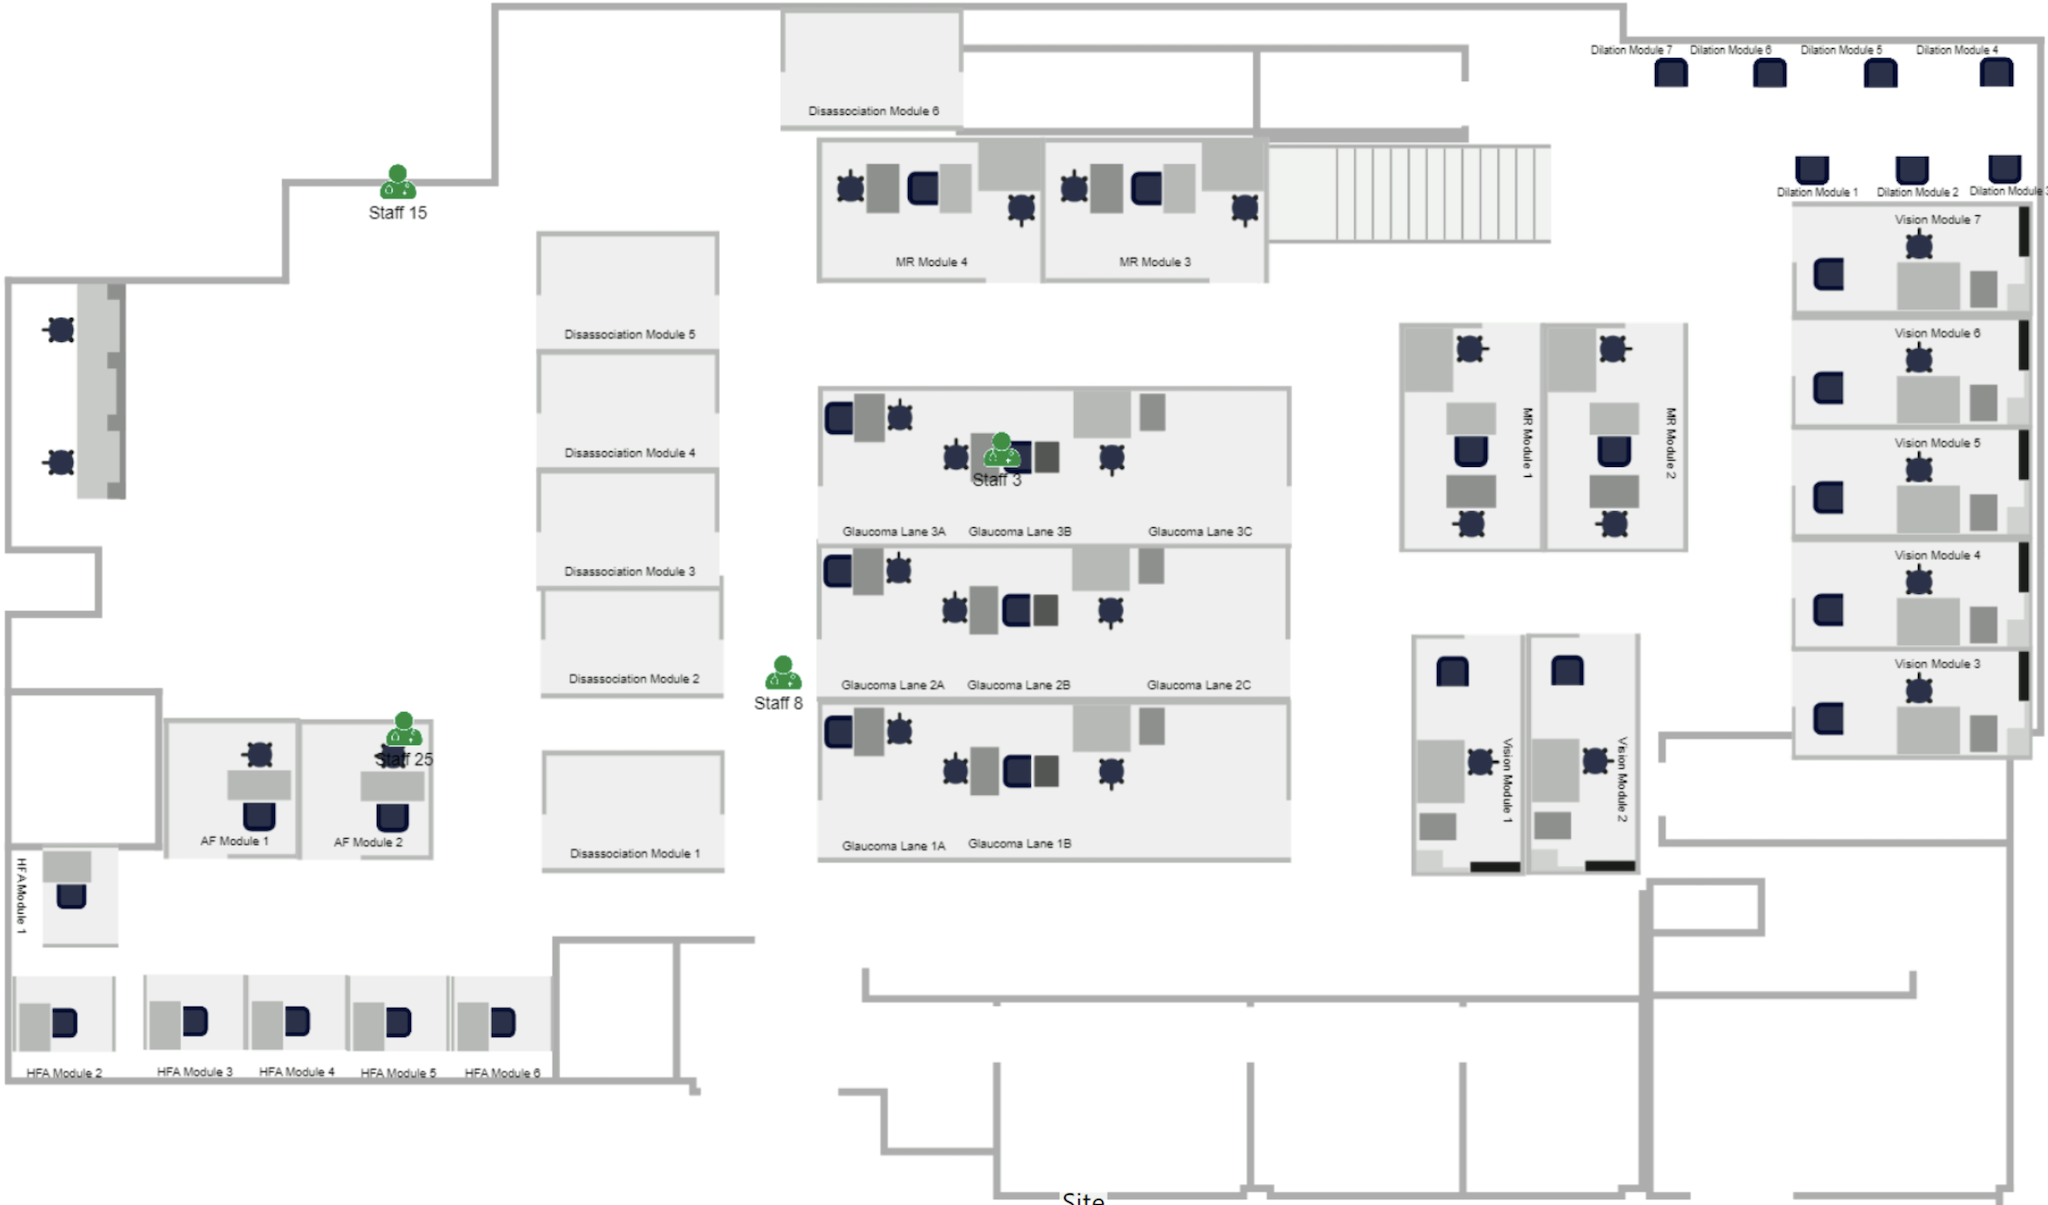 Dilation Module 7
Dilation Module 6
Dilation Module 5
Dilation Module 4
Disassociation Module 6
Dilation Module 1
Dilation Module 2
Dilation Module 3
Staff 15
Vision Module 7
MR Module 4
MR Module 3
Disassociation Module 5
Vision Module 6
MR Module 1
MR Module 2
Vision Module 5
Disassociation Module 4
Staff 3
Glaucoma Lane 3A
Glaucoma Lane 3B
Glaucoma Lane 3C
Vision Module 4
Disassociation Module 3
Vision Module 3
Disassociation Module 2
Glaucoma Lane 2A
Glaucoma Lane 2B
Glaucoma Lane 2C
Staff 8
Staff 25
Vision Module 1
Vision Module 2
AF Module 1
AF Module 2
Disassociation Module 1
Glaucoma Lane 1A
Glaucoma Lane 1B
HFA Module 1
HFA Module 2
HFA Module 3
HFA Module 4
HFA Module 5
HFA Module 6
Site